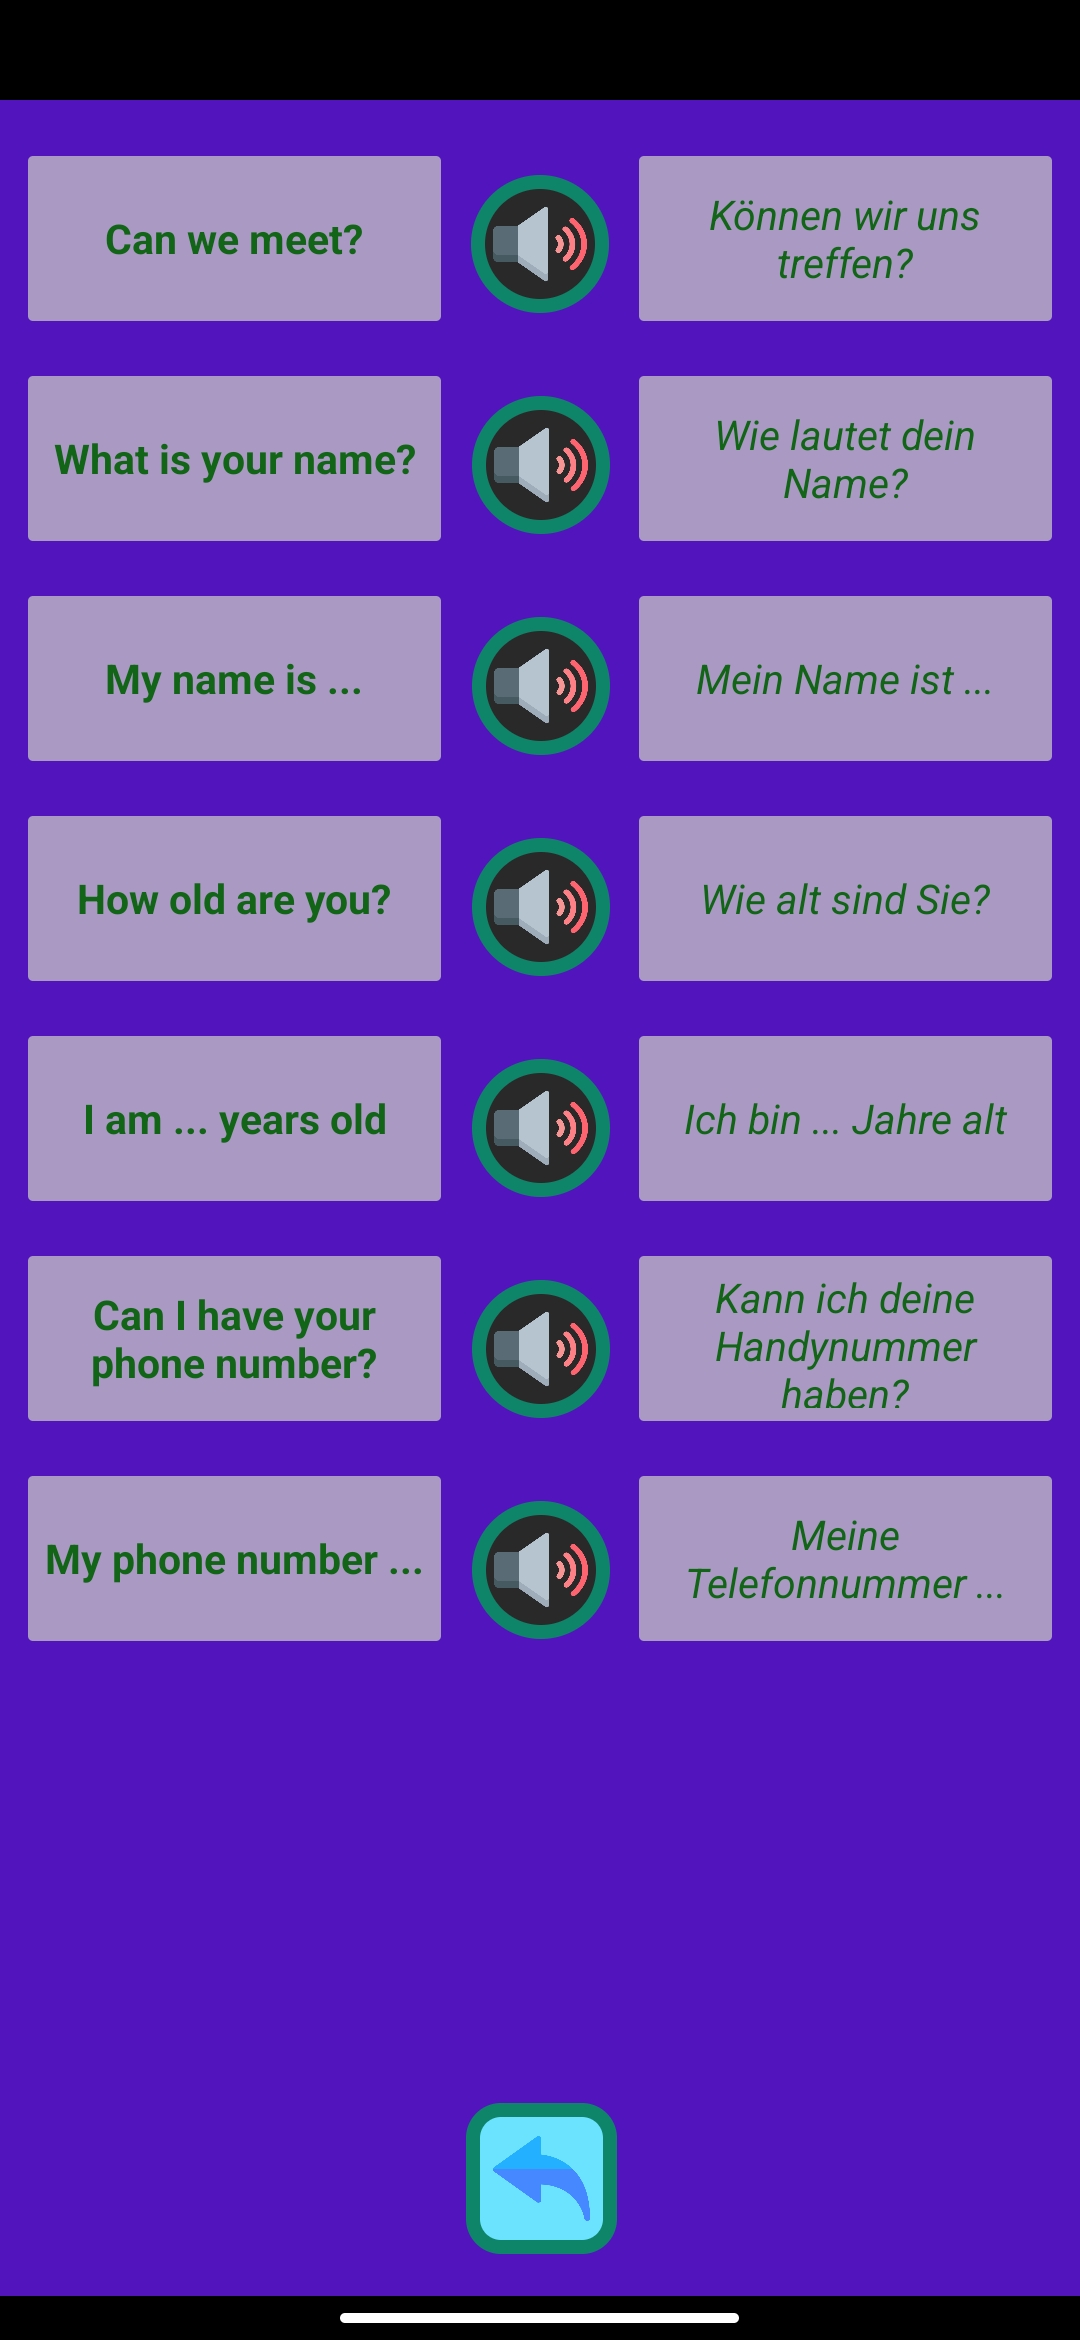 Can we meet?
Können wir uns
treffen?
What is your name?
Wie lautet dein
Name?
My name is ...
Mein Name ist ...
How old are you?
Wie alt sind Sie?
I am ... years old
Ich bin ... Jahre alt
Can I have your
phone number?
Kann ich deine
Handynummer
haben?
My phone number ...
Meine
Telefonnummer ...